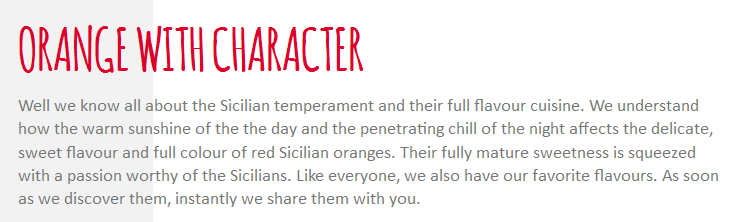 ORANGE WITH CHARACTER
Well we know all about the Sicilian temperament and their full flavour cuisine. We understand
how the warm sunshine of the the day and the penetrating chill of the night affects the delicate,
sweet flavour and full colour of red Sicilian oranges. Their fully mature sweetness is squeezed
with a passion worthy of the Sicilians. Like everyone, we also have our favorite flavours. As soon
as we discover them, instantly we share them with you.